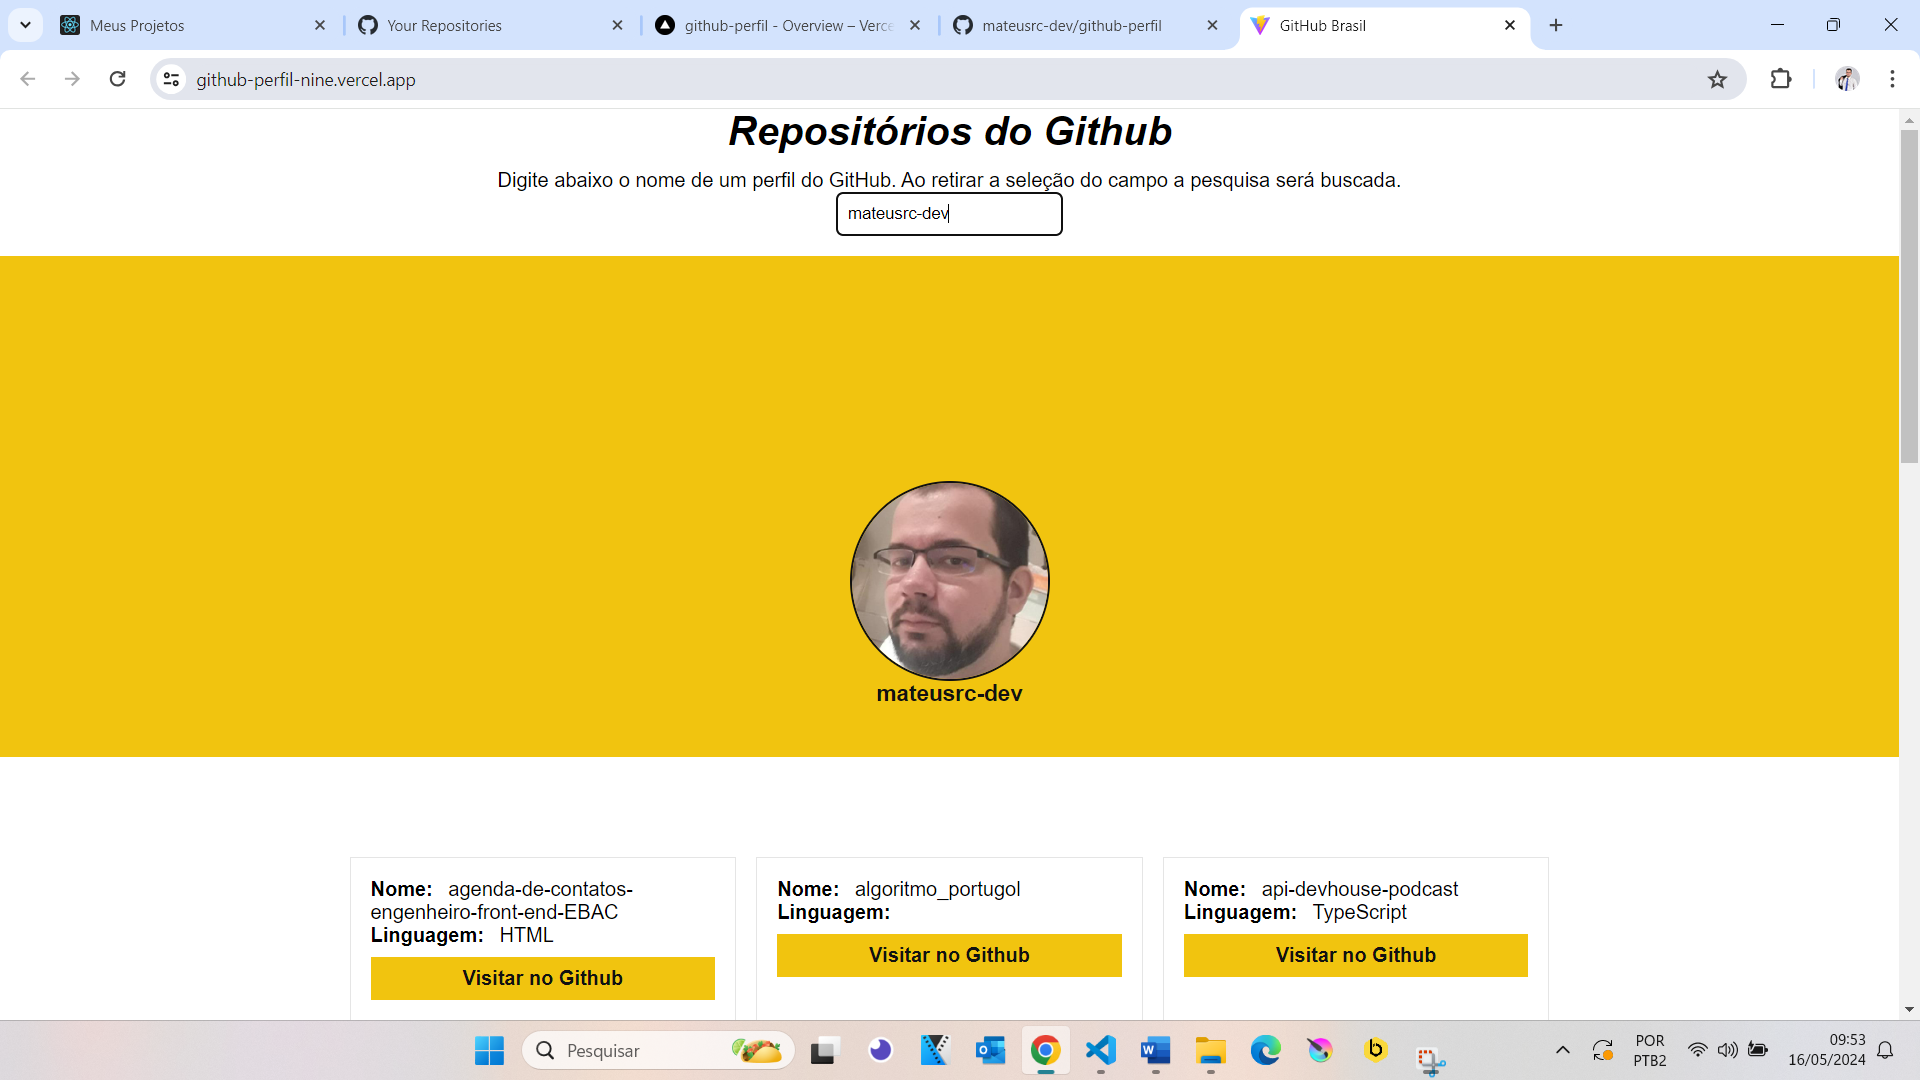 Meus Projetos
Your Repositories
github-perfil - Overview – Verce
mateusrc-dev/github-perfil
GitHub Brasil
github-perfil-nine.vercel.app
Repositórios do Github
Digite abaixo o nome de um perfil do GitHub. Ao retirar a seleção do campo a pesquisa será buscada.
mateusrc-dev
mateusrc-dev
Nome: agenda-de-contatos-
engenheiro-front-end-EBAC
Linguagem: HTML
Visitar no Github
Nome: algoritmo_portugol
Linguagem:
Visitar no Github
Nome: api-devhouse-podcast
Linguagem: TypeScript
Visitar no Github
Pesquisar
POR
PTB2
09:53
16/05/2024